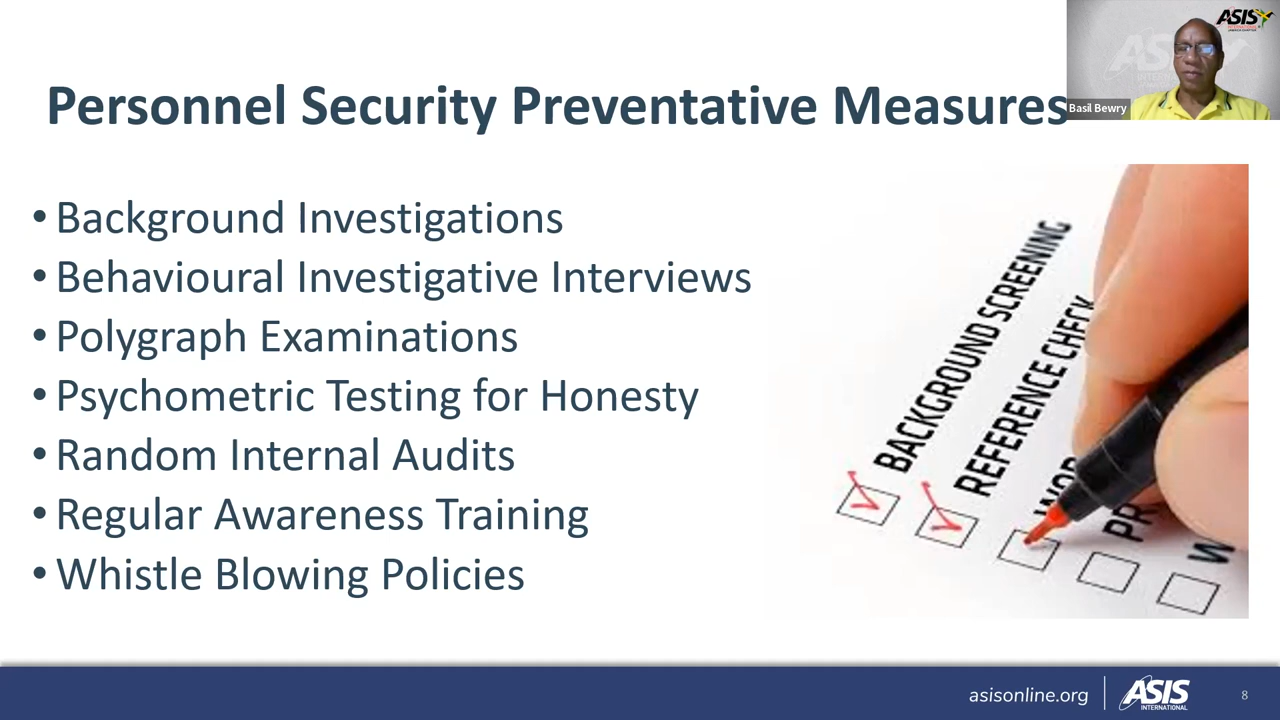 Personnel Security Preventative Measures
ASIS
INTERNATIONAL
Basil Bewry
• Background Investigations
• Behavioural Investigative Interviews
• Polygraph Examinations
• Psychometric Testing for Honesty
• Random Internal Audits
• Regular Awareness Training
• Whistle Blowing Policies
BACKGROUND SCREENING
REFERENCE CHECK
asisonline.org
ASIS
INTERNATIONAL
8